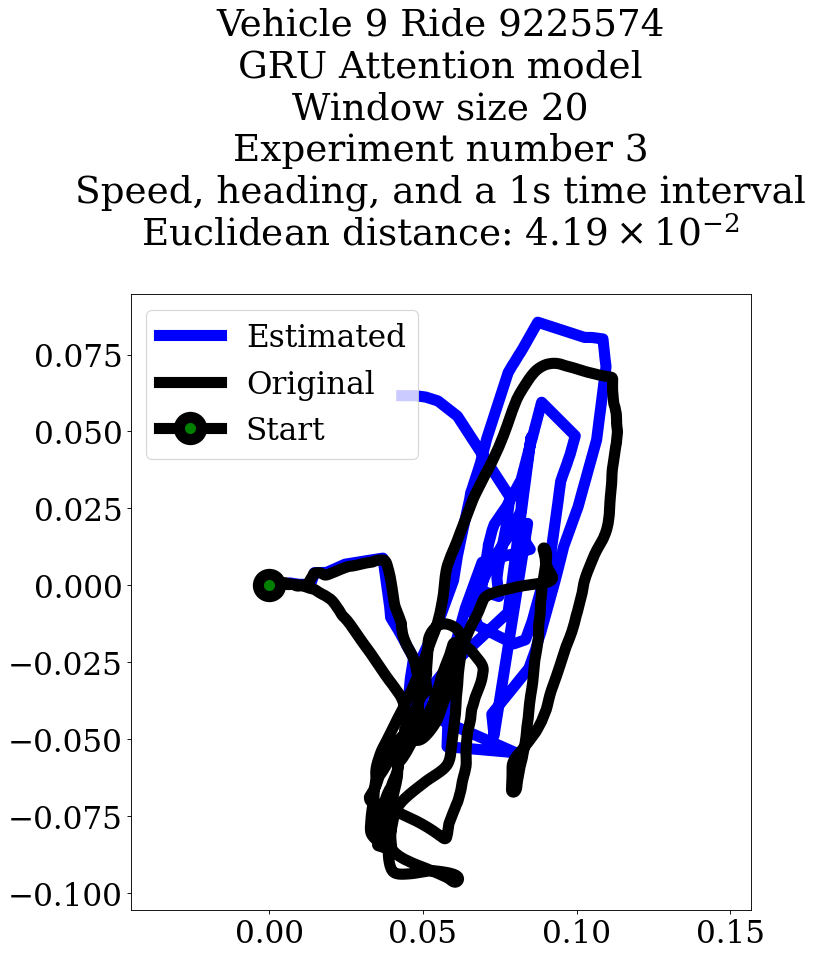 Vehicle 9 Ride 9225574
GRU Attention model
Window size 20
Experiment number 3
Speed, heading, and a 1s time interval
Euclidean distance: 4.19 × 10⁻²
Estimated
Original
Start
0.075
0.050
0.025
0.000
−0.025
−0.050
−0.075
−0.100
0.00 0.05 0.10 0.15